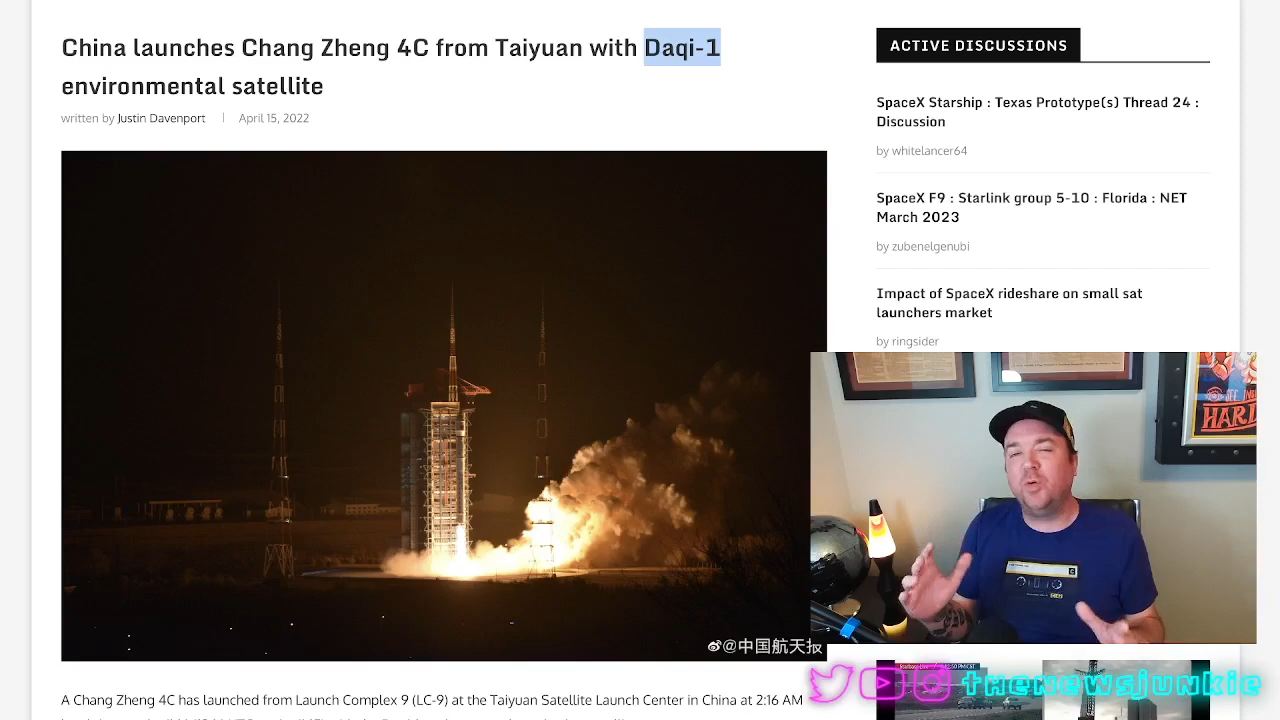 China launches Chang Zheng 4C from Taiyuan with Daqi-1
environmental satellite
written by Justin Davenport
April 15, 2022
@中国航天报
A Chang Zheng 4C has launched from Launch Complex 9 (LC-9) at the Taiyuan Satellite Launch Center in China at 2:16 AM
ACTIVE DISCUSSIONS
SpaceX Starship : Texas Prototype(s) Thread 24 :
Discussion
by whitelancer64
SpaceX F9 : Starlink group 5-10 : Florida : NET
March 2023
by zubenelgenubi
Impact of SpaceX rideshare on small sat
launchers market
by ringsider
HARD
thenewsjunkie